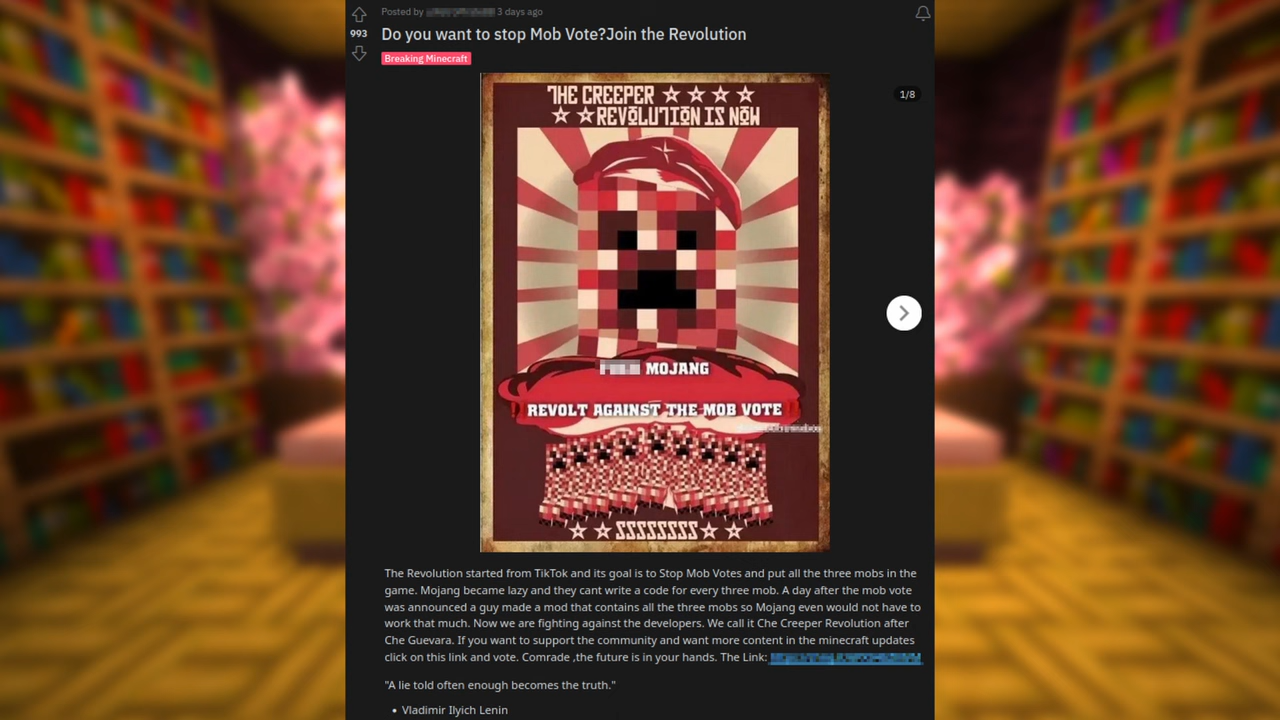 Posted by 3 days ago
993
Do you want to stop Mob Vote?Join the Revolution
Breaking Minecraft
1/8
THE CREEPER
REVOLUTION IS NOW
MOJANG
REVOLT AGAINST THE MOB VOTE
SSSSSSSS
The Revolution started from TikTok and its goal is to Stop Mob Votes and put all the three mobs in the
game. Mojang became lazy and they cant write a code for every three mob. A day after the mob vote
was announced a guy made a mod that contains all the three mobs so Mojang even would not have to
work that much. Now we are fighting against the developers. We call it Che Creeper Revolution after
Che Guevara. If you want to support the community and want more content in the minecraft updates
click on this link and vote. Comrade ,the future is in your hands. The Link:
"A lie told often enough becomes the truth."
• Vladimir Ilyich Lenin